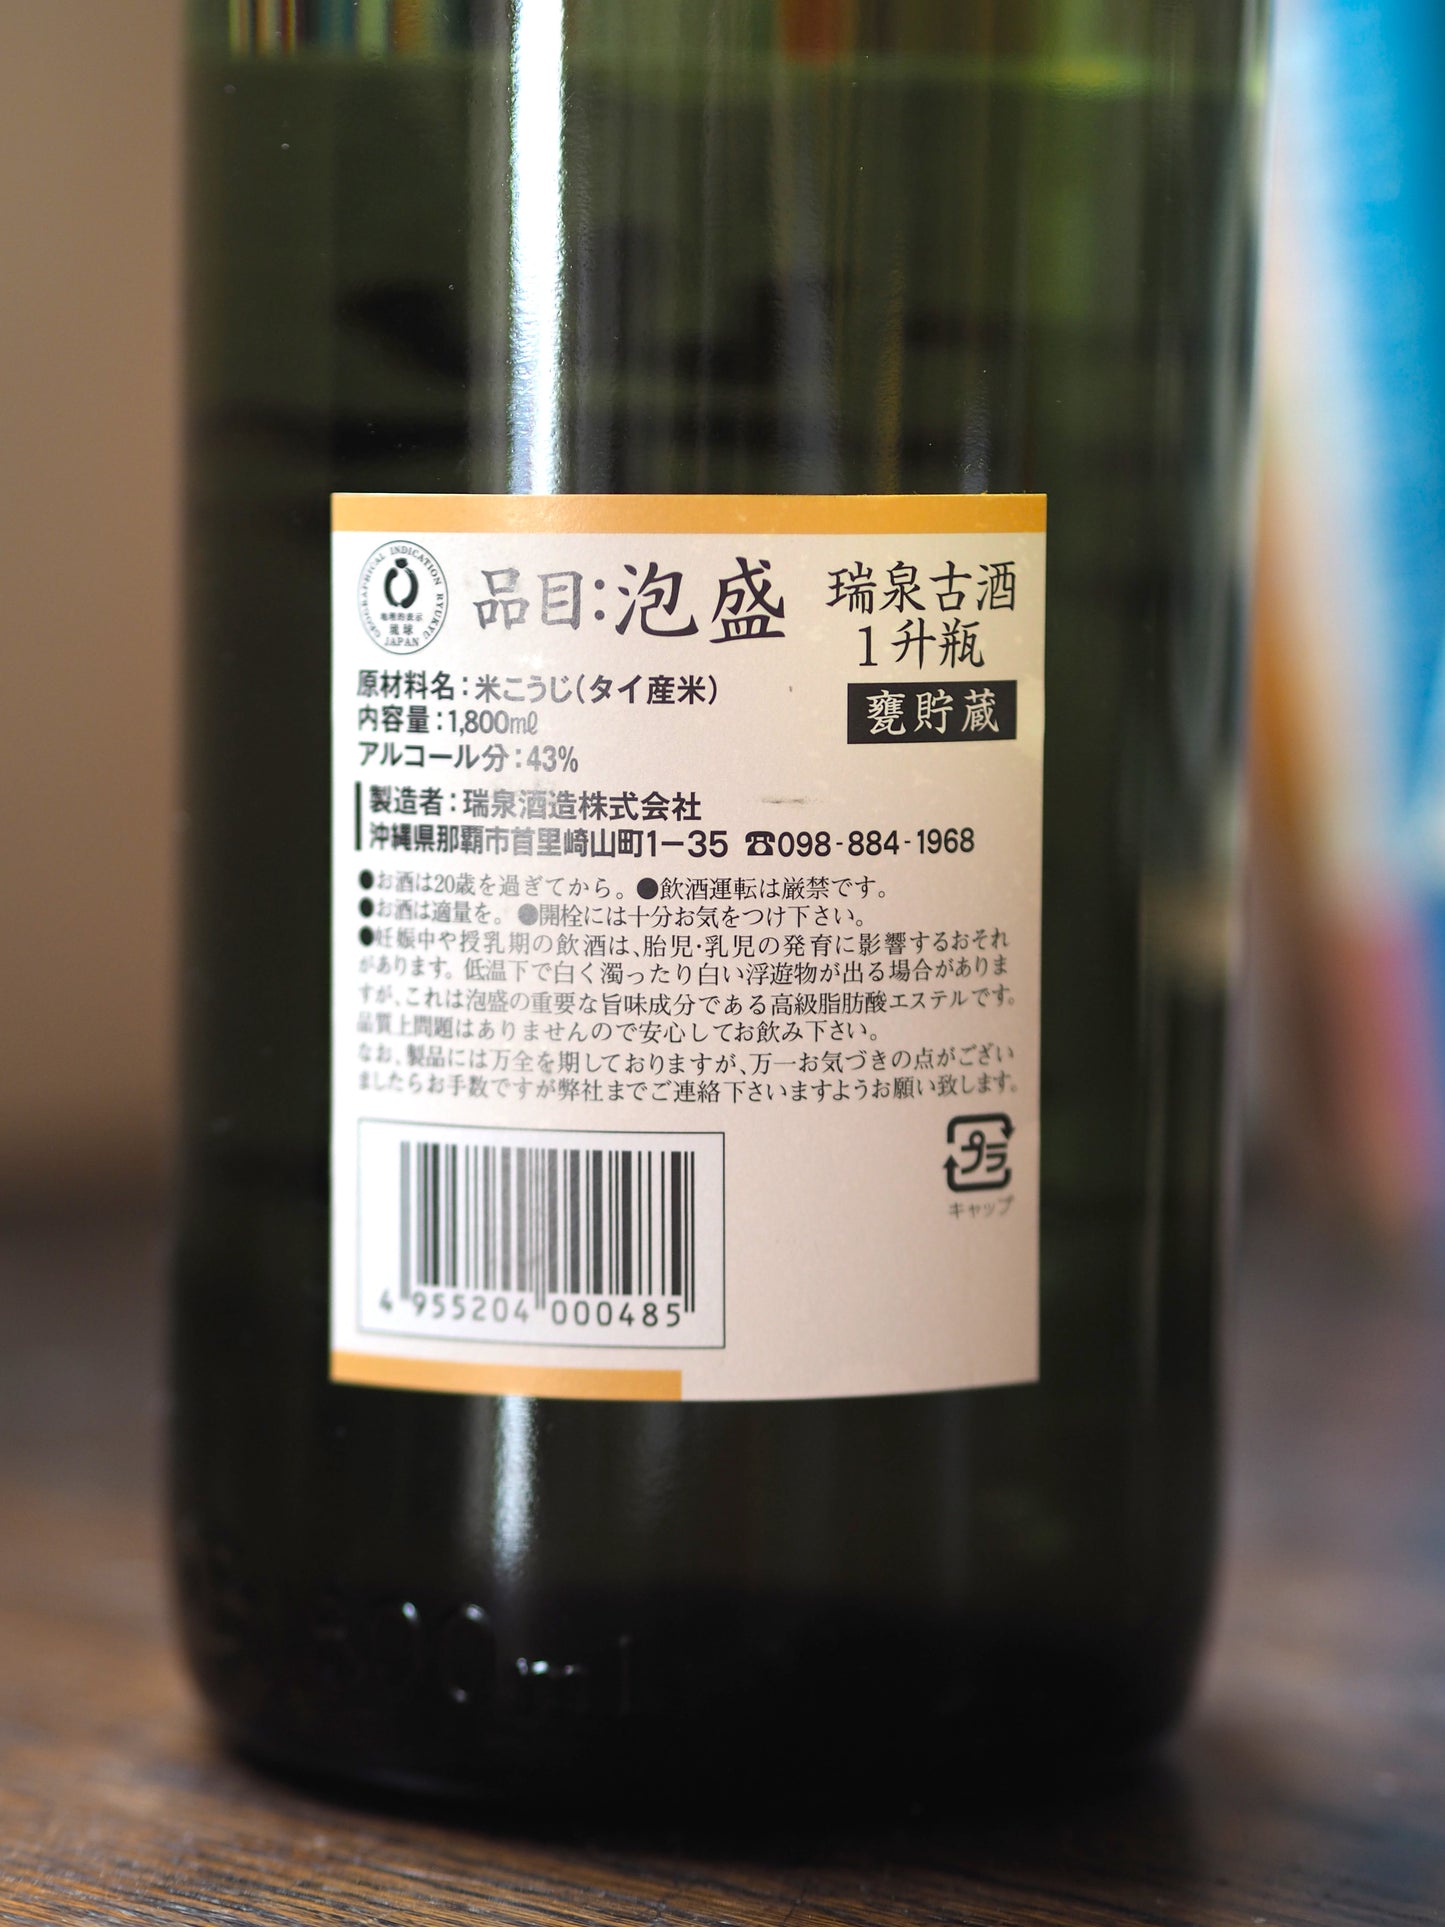 GEOGRAPHICAL INDICATION RYUKYU
地理的表示
琉球
JAPAN
品目：泡盛
瑞泉古酒
1升瓶
甕貯蔵
原材料名：米こうじ（タイ産米）
内容量：1,800㎖
アルコール分：43%
製造者：瑞泉酒造株式会社
沖縄県那覇市首里崎山町1－35 ☎098-884-1968
●お酒は20歳を過ぎてから。●飲酒運転は厳禁です。
●お酒は適量を。●開栓には十分お気をつけ下さい。
●妊娠中や授乳期の飲酒は、胎児・乳児の発育に影響するおそれ
があります。低温下で白く濁ったり白い浮遊物が出る場合がありま
すが、これは泡盛の重要な旨味成分である高級脂肪酸エステルです。
品質上問題はありませんので安心してお飲み下さい。
なお、製品には万全を期しておりますが、万一お気づきの点がござい
ましたらお手数ですが弊社までご連絡下さいますようお願い致します。
プラ
キャップ
4 955204 000485
1800ml